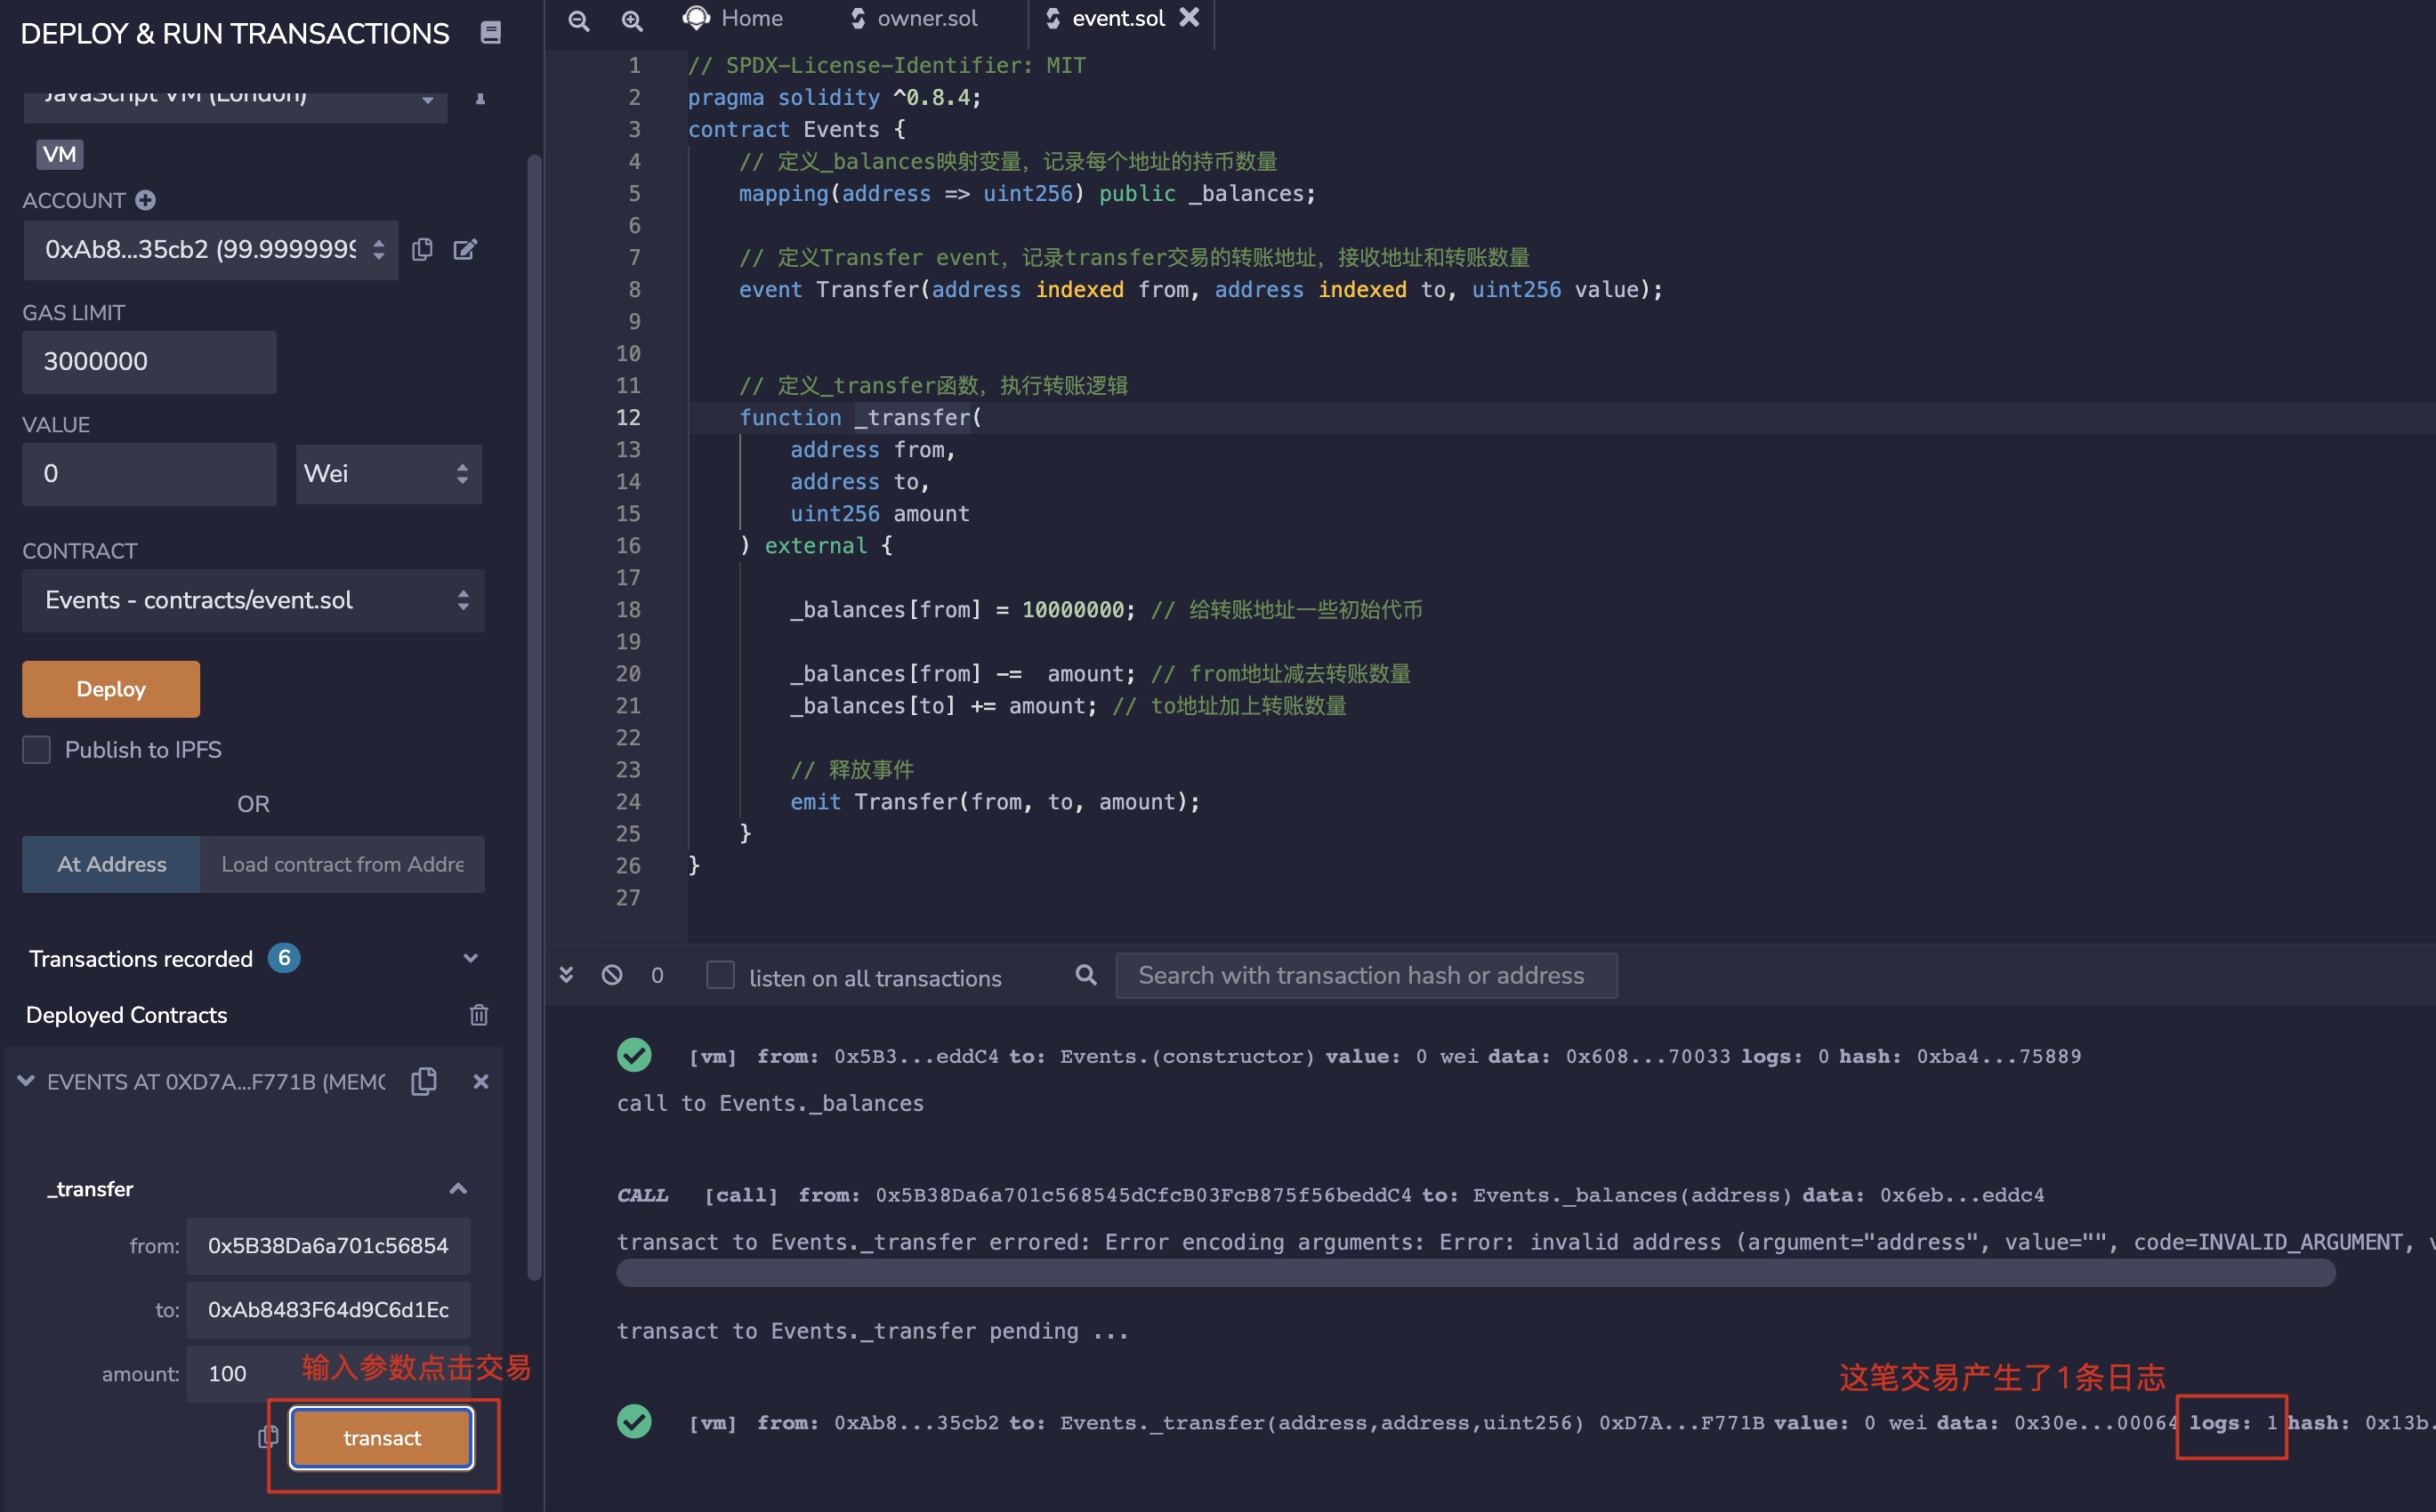 DEPLOY & RUN TRANSACTIONS
JavaScript VM (London)
VM
ACCOUNT
0xAb8...35cb2 (99.9999999
GAS LIMIT
3000000
VALUE
0
Wei
CONTRACT
Events - contracts/event.sol
Deploy
Publish to IPFS
OR
At Address
Load contract from Addre
Transactions recorded 6
Deployed Contracts
EVENTS AT 0XD7A...F771B (MEMO
_transfer
from: 0x5B38Da6a701c56854
to: 0xAb8483F64d9C6d1Ec
amount: 100
输入参数点击交易
transact
Home
owner.sol
event.sol
1 // SPDX-License-Identifier: MIT
2 pragma solidity ^0.8.4;
3 contract Events {
4 // 定义_balances映射变量，记录每个地址的持币数量
5 mapping(address => uint256) public _balances;
6
7 // 定义Transfer event，记录transfer交易的转账地址，接收地址和转账数量
8 event Transfer(address indexed from, address indexed to, uint256 value);
9
10
11 // 定义_transfer函数，执行转账逻辑
12 function _transfer(
13 address from,
14 address to,
15 uint256 amount
16 ) external {
17
18 _balances[from] = 10000000; // 给转账地址一些初始代币
19
20 _balances[from] -=  amount; // from地址减去转账数量
21 _balances[to] += amount; // to地址加上转账数量
22
23 // 释放事件
24 emit Transfer(from, to, amount);
25 }
26 }
27
0
listen on all transactions
Search with transaction hash or address
[vm] from: 0x5B3...eddC4 to: Events.(constructor) value: 0 wei data: 0x608...70033 logs: 0 hash: 0xba4...75889
call to Events._balances
CALL [call] from: 0x5B38Da6a701c568545dCfcB03FcB875f56beddC4 to: Events._balances(address) data: 0x6eb...eddc4
transact to Events._transfer errored: Error encoding arguments: Error: invalid address (argument="address", value="", code=INVALID_ARGUMENT, v
transact to Events._transfer pending ...
这笔交易产生了1条日志
[vm] from: 0xAb8...35cb2 to: Events._transfer(address,address,uint256) 0xD7A...F771B value: 0 wei data: 0x30e...00064 logs: 1 hash: 0x13b.